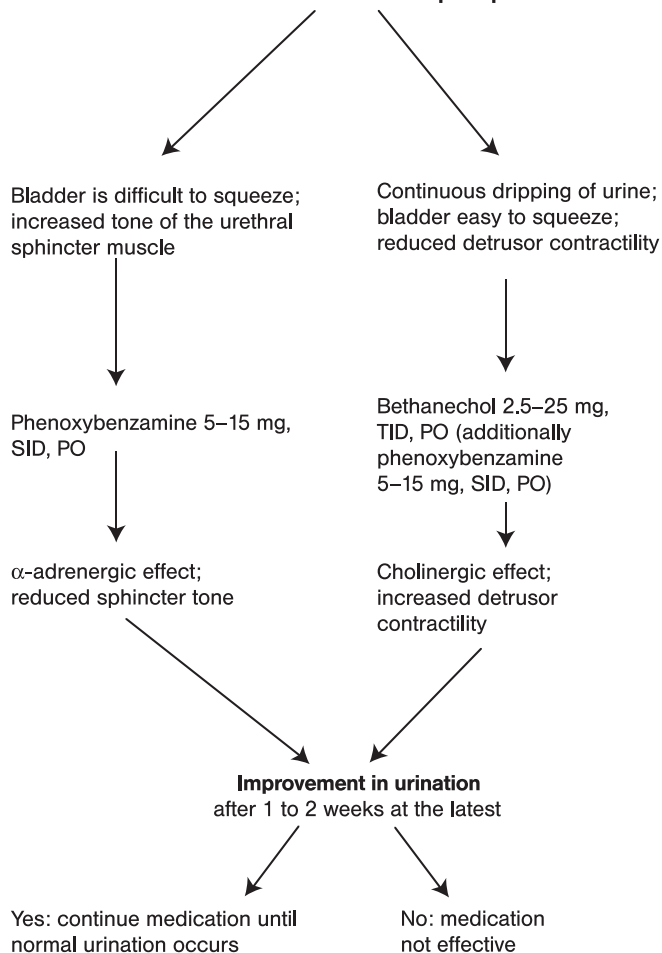 Bladder is difficult to squeeze;
increased tone of the urethral
sphincter muscle
Continuous dripping of urine;
bladder easy to squeeze;
reduced detrusor contractility
Phenoxybenzamine 5–15 mg,
SID, PO
Bethanechol 2.5–25 mg,
TID, PO (additionally
phenoxybenzamine
5–15 mg, SID, PO)
α-adrenergic effect;
reduced sphincter tone
Cholinergic effect;
increased detrusor
contractility
Improvement in urination
after 1 to 2 weeks at the latest
Yes: continue medication until
normal urination occurs
No: medication
not effective